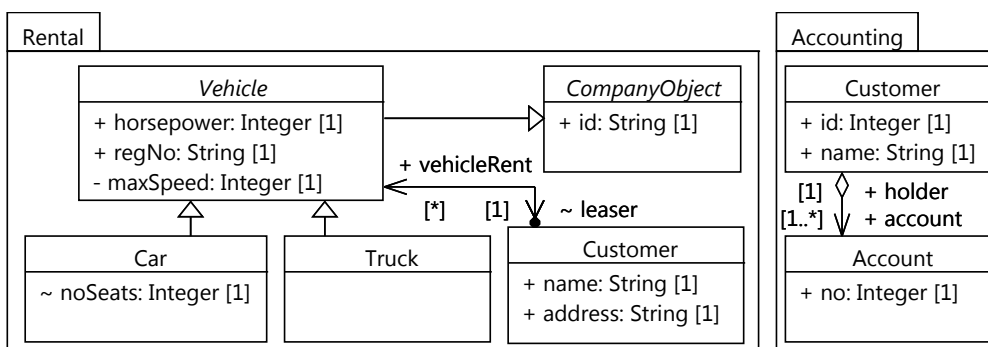 Rental
Vehicle
+ horsepower: Integer [1]
+ regNo: String [1]
- maxSpeed: Integer [1]
CompanyObject
+ id: String [1]
+ vehicleRent
[*]
[1]
~ leaser
Car
~ noSeats: Integer [1]
Truck
Customer
+ name: String [1]
+ address: String [1]
Accounting
Customer
+ id: Integer [1]
+ name: String [1]
[1]
+ holder
[1..*]
+ account
Account
+ no: Integer [1]